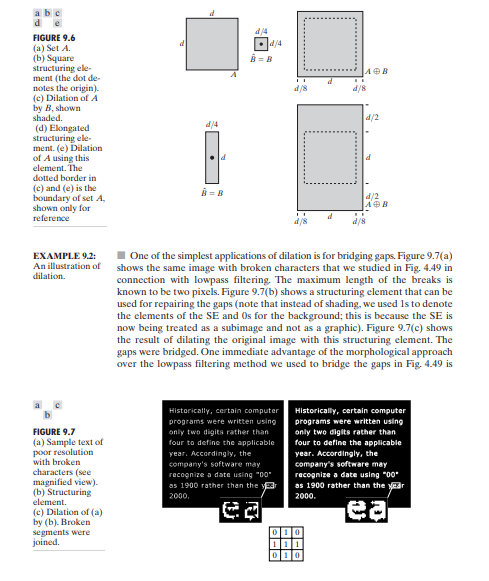 a b c
d e
FIGURE 9.6
(a) Set A.
(b) Square
structuring ele-
ment (the dot de-
notes the origin).
(c) Dilation of A
by B, shown
shaded.
(d) Elongated
structuring ele-
ment. (e) Dilation
of A using this
element. The
dotted border in
(c) and (e) is the
boundary of set A,
shown only for
reference
d
d
A
d/4
d/4
B̂ = B
A ⊕ B
d
d/8
d/8
d/4
d
B̂ = B
d/2
d
d/2
A ⊕ B
d
d/8
d/8
EXAMPLE 9.2:
An illustration of
dilation.
One of the simplest applications of dilation is for bridging gaps. Figure 9.7(a)
shows the same image with broken characters that we studied in Fig. 4.49 in
connection with lowpass filtering. The maximum length of the breaks is
known to be two pixels. Figure 9.7(b) shows a structuring element that can be
used for repairing the gaps (note that instead of shading, we used 1s to denote
the elements of the SE and 0s for the background; this is because the SE is
now being treated as a subimage and not as a graphic). Figure 9.7(c) shows
the result of dilating the original image with this structuring element. The
gaps were bridged. One immediate advantage of the morphological approach
over the lowpass filtering method we used to bridge the gaps in Fig. 4.49 is
a c
b
FIGURE 9.7
(a) Sample text of
poor resolution
with broken
characters (see
magnified view).
(b) Structuring
element.
(c) Dilation of (a)
by (b). Broken
segments were
joined.
Historically, certain computer
programs were written using
only two digits rather than
four to define the applicable
year. Accordingly, the
company's software may
recognize a date using "00"
as 1900 rather than the year
2000.
ea
Historically, certain computer
programs were written using
only two digits rather than
four to define the applicable
year. Accordingly, the
company's software may
recognize a date using "00"
as 1900 rather than the year
2000.
ea
0 1 0
1 1 1
0 1 0